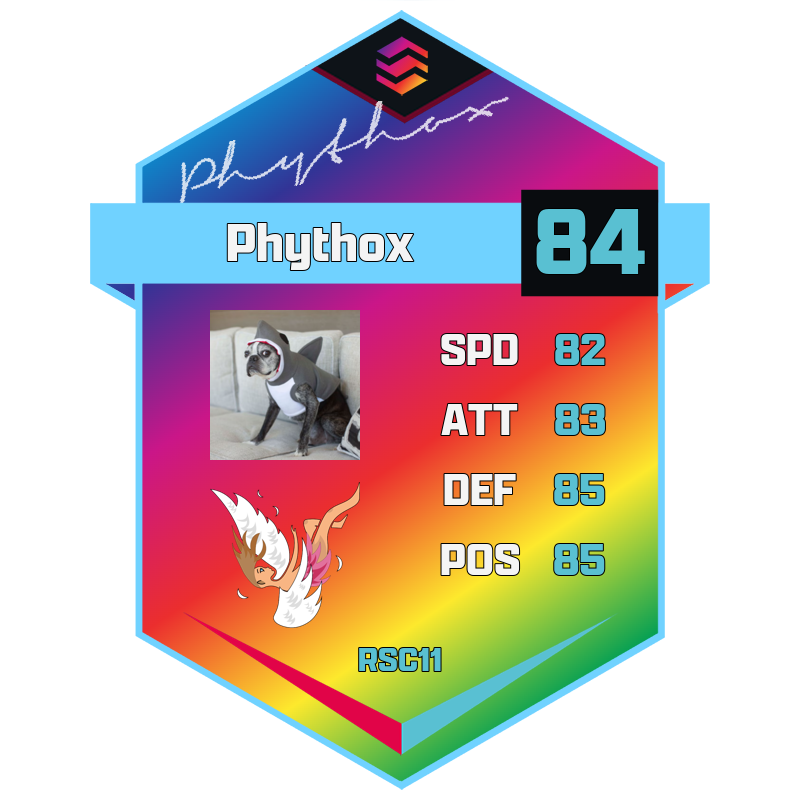 Phythox
Phythox 84
SPD 82
ATT 83
DEF 85
POS 85
RSC11